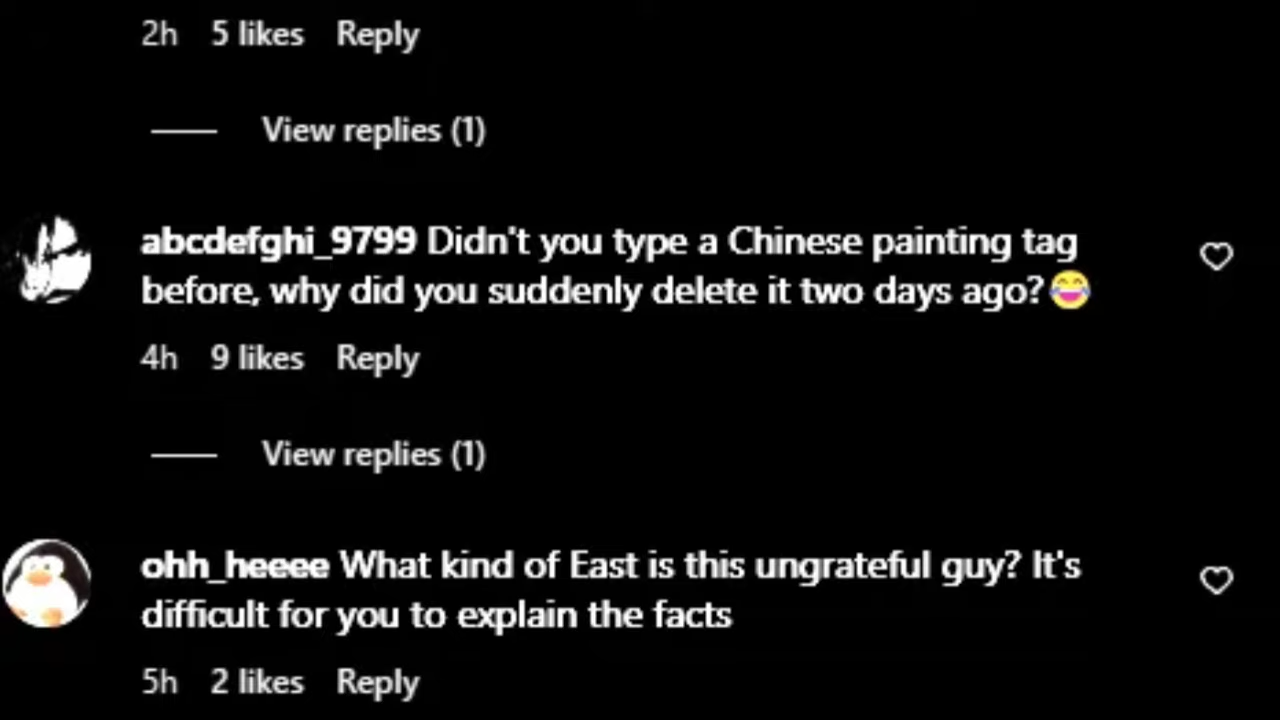 2h 5 likes Reply
View replies (1)
abcdefghi_9799 Didn't you type a Chinese painting tag
before, why did you suddenly delete it two days ago?😂
4h 9 likes Reply
View replies (1)
ohh_heeee What kind of East is this ungrateful guy? It's
difficult for you to explain the facts
5h 2 likes Reply